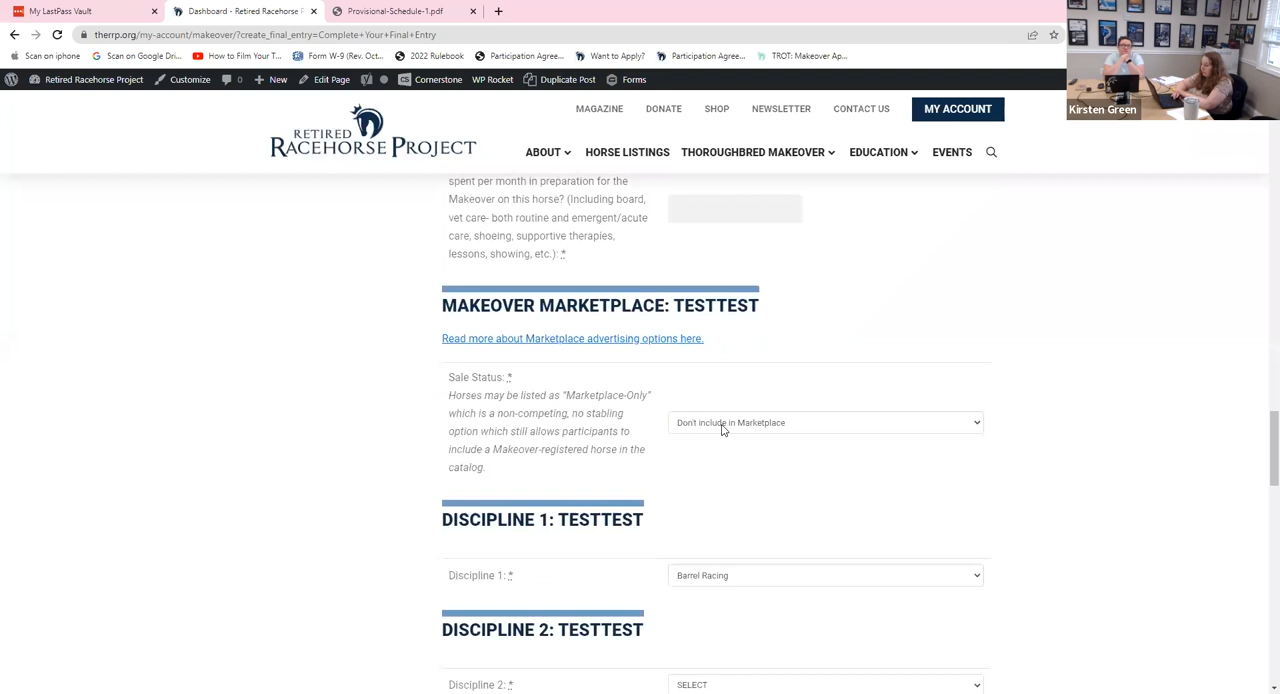 My LastPass Vault
Dashboard - Retired Racehorse P
Provisional-Schedule-1.pdf
therrp.org/my-account/makeover/?create_final_entry=Complete+Your+Final+Entry
Scan on iphone
Scan on Google Dri...
How to Film Your T...
Form W-9 (Rev. Oct...
2022 Rulebook
Participation Agree...
Want to Apply?
Participation Agree...
TROT: Makeover Ap...
Retired Racehorse Project
Customize
0
New
Edit Page
Cornerstone
WP Rocket
Duplicate Post
Forms
Kirsten Green
RETIRED
RACEHORSE PROJECT
MAGAZINE
DONATE
SHOP
NEWSLETTER
CONTACT US
MY ACCOUNT
ABOUT
HORSE LISTINGS
THOROUGHBRED MAKEOVER
EDUCATION
EVENTS
spent per month in preparation for the
Makeover on this horse? (Including board,
vet care- both routine and emergent/acute
care, shoeing, supportive therapies,
lessons, showing, etc.): *
MAKEOVER MARKETPLACE: TESTTEST
Read more about Marketplace advertising options here.
Sale Status: *
Horses may be listed as "Marketplace-Only"
which is a non-competing, no stabling
option which still allows participants to
include a Makeover-registered horse in the
catalog.
Don't include in Marketplace
DISCIPLINE 1: TESTTEST
Discipline 1: *
Barrel Racing
DISCIPLINE 2: TESTTEST
Discipline 2: *
SELECT